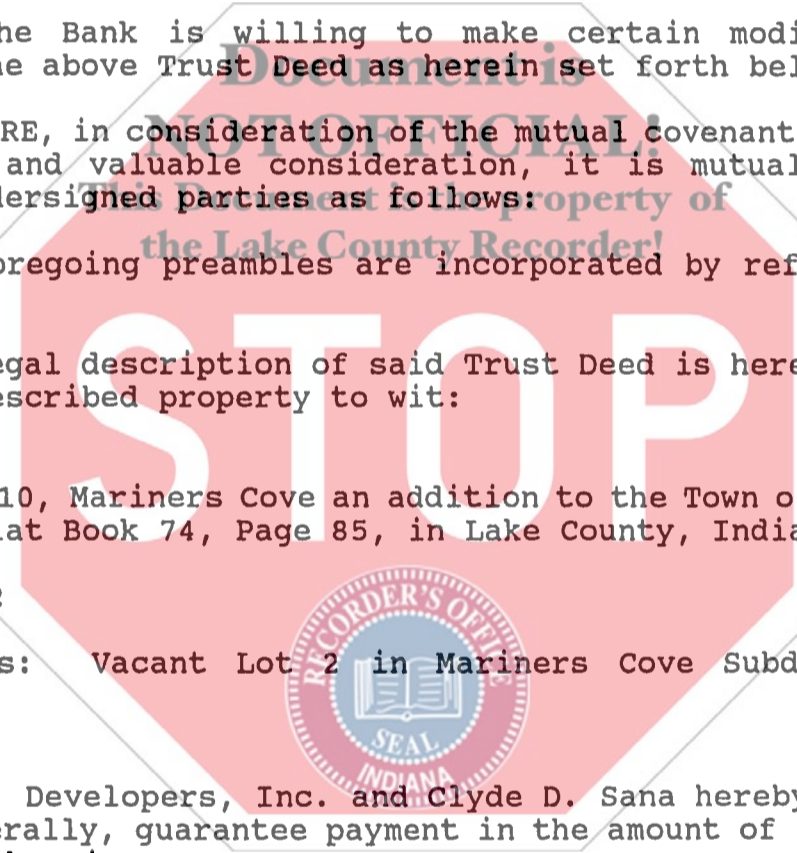 he Bank is willing to make certain modi
e above Trust Deed as herein set forth bel
Document is
RE, in consideration of the mutual covenant
NOT OFFICIAL!
and valuable consideration, it is mutual
dersigned parties as follows:
This Document is the property of
the Lake County Recorder!
oregoing preambles are incorporated by ref
STOP
egal description of said Trust Deed is here
escribed property to wit:
10, Mariners Cove an addition to the Town o
lat Book 74, Page 85, in Lake County, India
s: Vacant Lot 2 in Mariners Cove Subd
RECORDER'S OFFICE
SEAL
INDIANA
Developers, Inc. and Clyde D. Sana hereby
erally, guarantee payment in the amount of